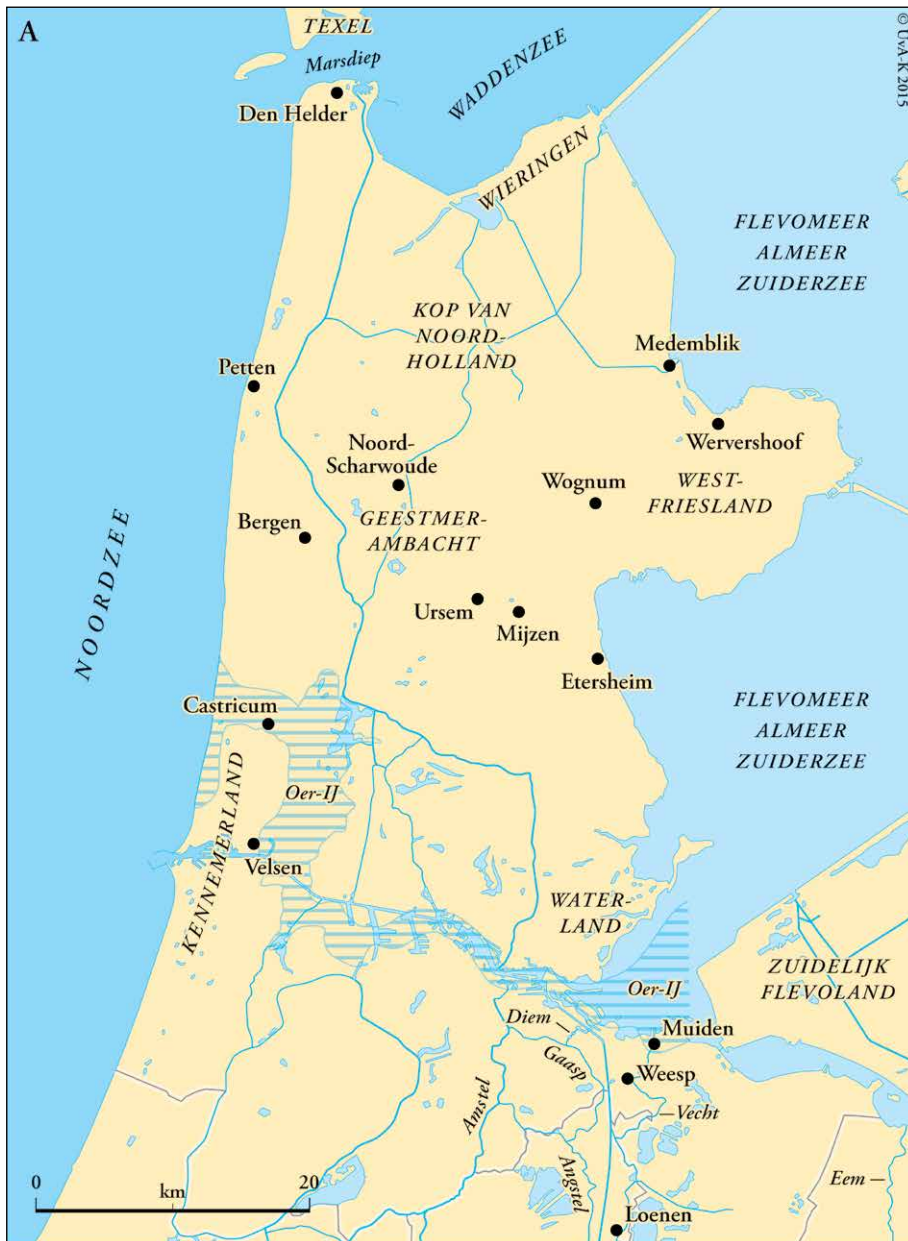 A
TEXEL
Marsdiep
© UvA-K 2015
Den Helder
WADDENZEE
WIERINGEN
FLEVOMEER
ALMEER
ZUIDERZEE
KOP VAN
NOORD-
HOLLAND
Medemblik
Petten
Wervershoof
Noord-
Scharwoude
Wognum
WEST-
FRIESLAND
Bergen
GEESTMER-
AMBACHT
NOORDZEE
Ursem
Mijzen
Etersheim
Castricum
FLEVOMEER
ALMEER
ZUIDERZEE
Oer-IJ
KENNEMERLAND
Velsen
WATER-
LAND
ZUIDELIJK
FLEVOLAND
Oer-IJ
Diem
Muiden
Gaasp
Weesp
Amstel
Vecht
Angstel
Eem
0 20
km
Loenen